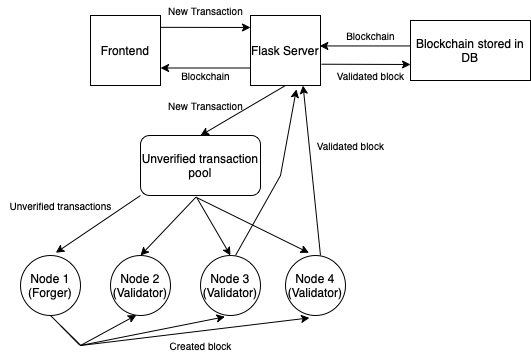 New Transaction
Frontend
Flask Server
Blockchain
Blockchain stored in
DB
Blockchain
Validated block
New Transaction
Unverified transaction
pool
Validated block
Unverified transactions
Node 1
(Forger)
Node 2
(Validator)
Node 3
(Validator)
Node 4
(Validator)
Created block